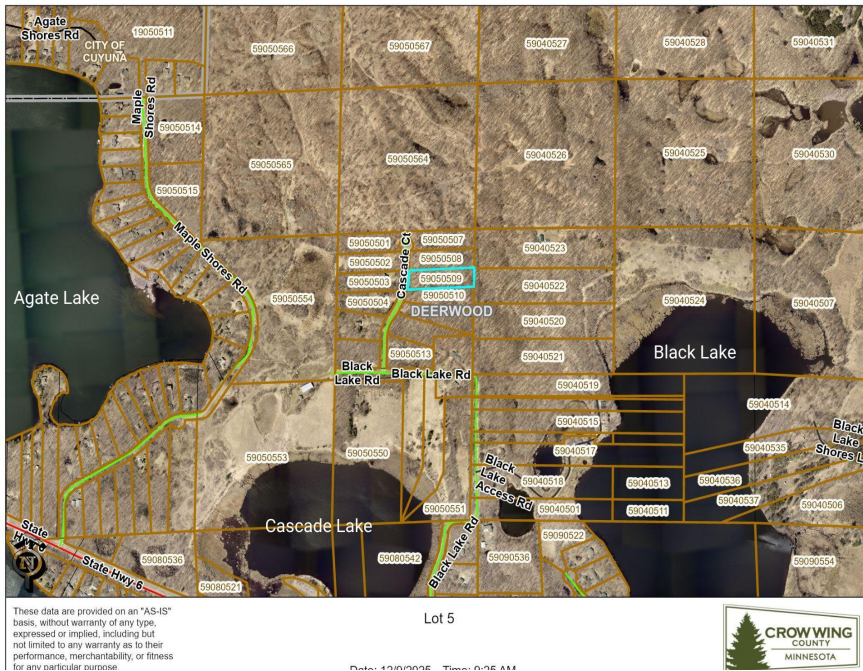 Agate
Shores Rd
19050511
CITY OF
CUYUNA
59050566
59050567
59040527
59040528
59040531
Maple
Shores Rd
59050514
59050565
59050564
59040526
59040525
59040530
59050515
Maple Shores Rd
Agate Lake
59050501
59050507
59040523
59050502
59050508
Cascade Ct
59050503
59050509
59040522
59050554
59050504
59050510
59040524
59040507
DEERWOOD
59040520
59050513
59040521
Black Lake
Black
Lake Rd
Black Lake Rd
59040519
59040514
59040515
Black
Lake
Shores L
59040517
59040535
59050553
59050550
Black
Lake
Access Rd
59040518
59040513
59040536
59040537
59040506
59050551
59040501
59040511
Cascade Lake
Black Lake Rd
State
Hwy 6
State Hwy 6
59080536
59080521
59080542
59090536
59090522
59090554
N
These data are provided on an "AS-IS"
basis, without warranty of any type,
expressed or implied, including but
not limited to any warranty as to their
performance, merchantability, or fitness
for any particular purpose.
Lot 5
Date: 12/9/2025 Time: 9:25 AM
CROW WING
COUNTY
MINNESOTA